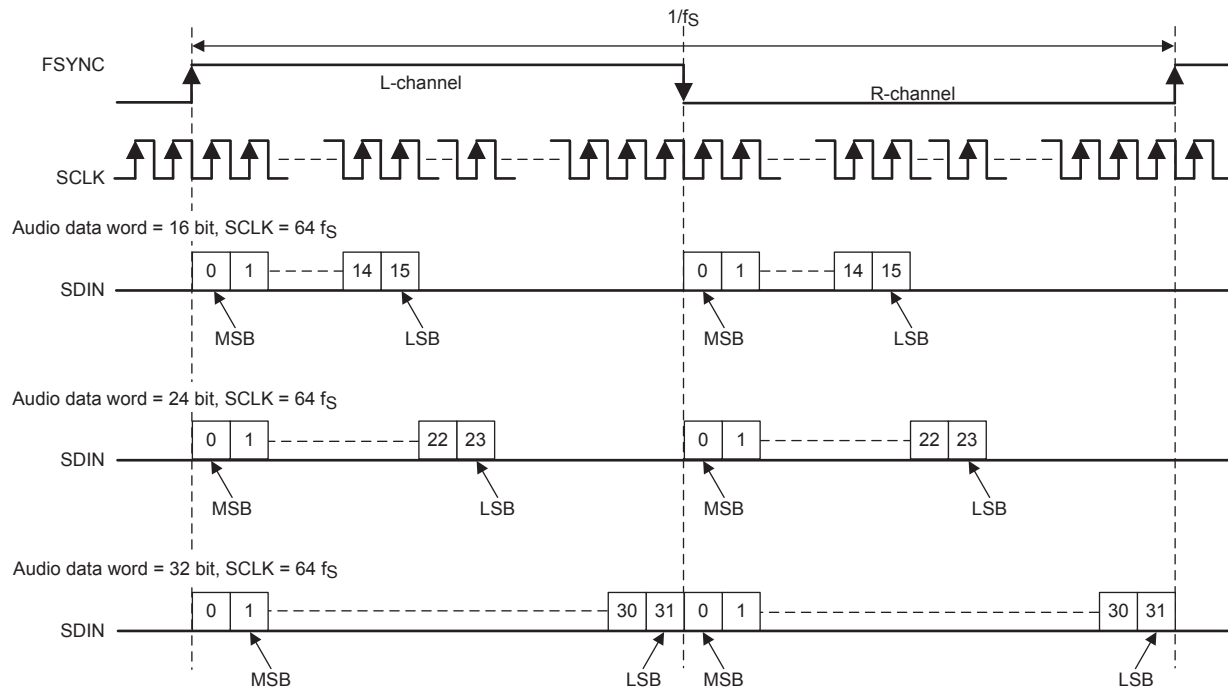 1/fS
FSYNC
L-channel
R-channel
SCLK
Audio data word = 16 bit, SCLK = 64 fS
0 1 14 15 0 1 14 15
SDIN
MSB LSB MSB LSB
Audio data word = 24 bit, SCLK = 64 fS
0 1 22 23 0 1 22 23
SDIN
MSB LSB MSB LSB
Audio data word = 32 bit, SCLK = 64 fS
0 1 30 31 0 1 30 31
SDIN
MSB LSB MSB LSB